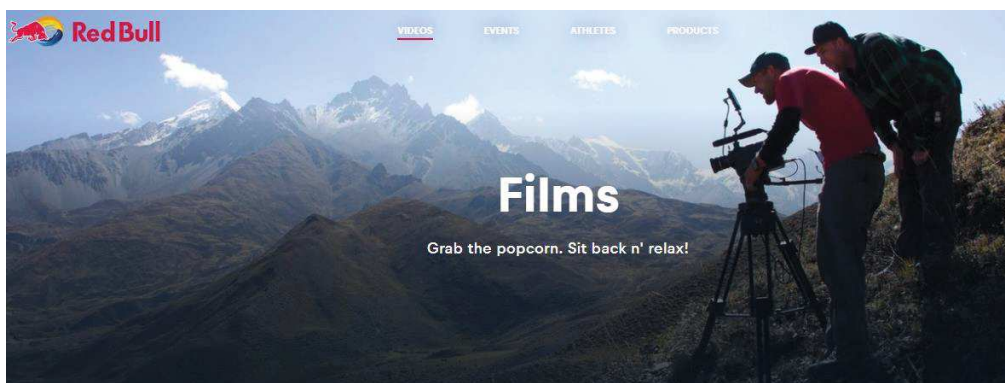 Red Bull
VIDEOS EVENTS ATHLETES PRODUCTS
Films
Grab the popcorn. Sit back n' relax!